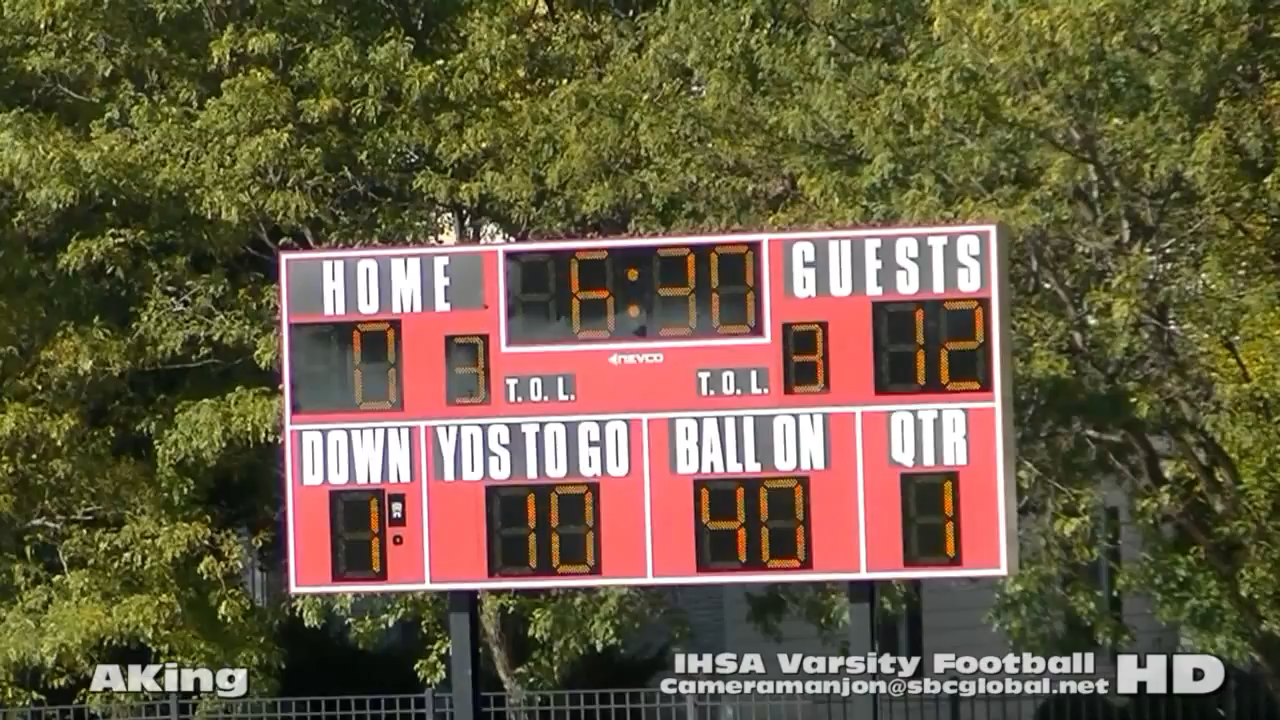 HOME 6:30 GUESTS
0 3 T.O.L. NEVCO T.O.L. 3 12
DOWN YDS TO GO BALL ON QTR
1 10 40 1
AKing
IHSA Varsity Football HD
Cameramanjon@sbcglobal.net